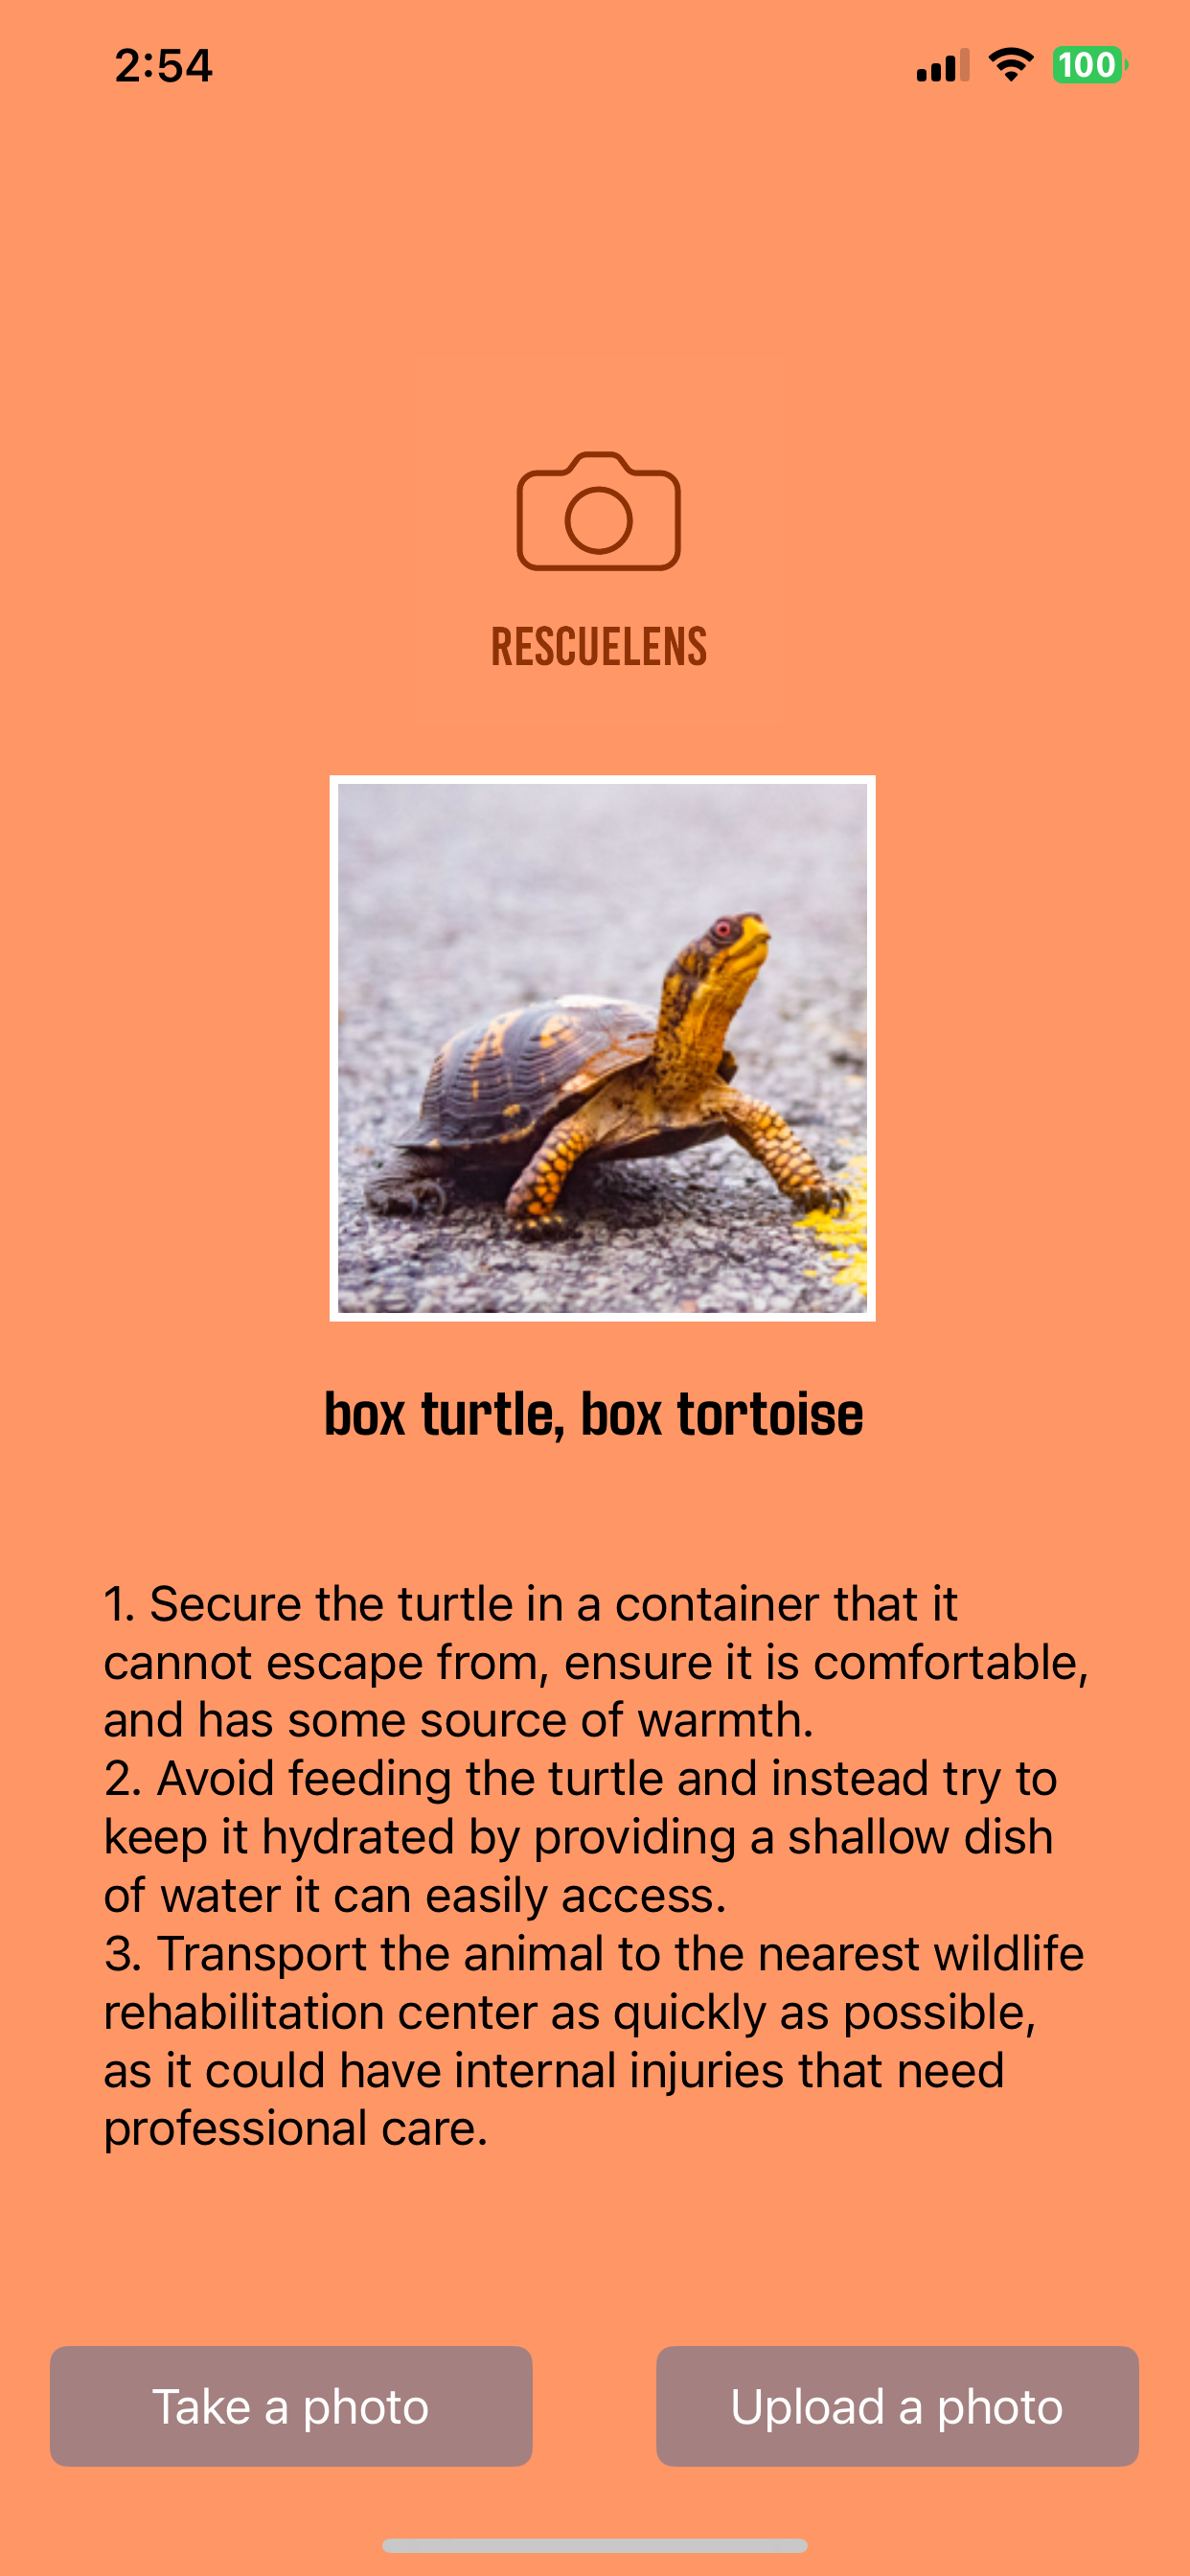 2:54
100
RESCUELENS
box turtle, box tortoise
1. Secure the turtle in a container that it
cannot escape from, ensure it is comfortable,
and has some source of warmth.
2. Avoid feeding the turtle and instead try to
keep it hydrated by providing a shallow dish
of water it can easily access.
3. Transport the animal to the nearest wildlife
rehabilitation center as quickly as possible,
as it could have internal injuries that need
professional care.
Take a photo
Upload a photo